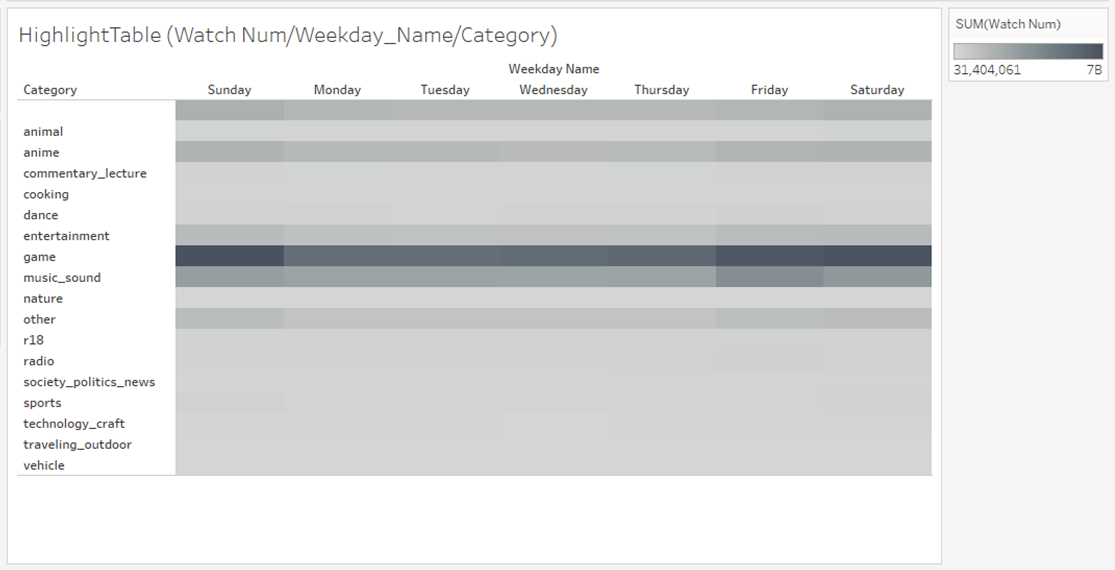 HighlightTable (Watch Num/Weekday_Name/Category)
SUM(Watch Num)
31,404,061 7B
Weekday Name
Category Sunday Monday Tuesday Wednesday Thursday Friday Saturday
animal
anime
commentary_lecture
cooking
dance
entertainment
game
music_sound
nature
other
r18
radio
society_politics_news
sports
technology_craft
traveling_outdoor
vehicle